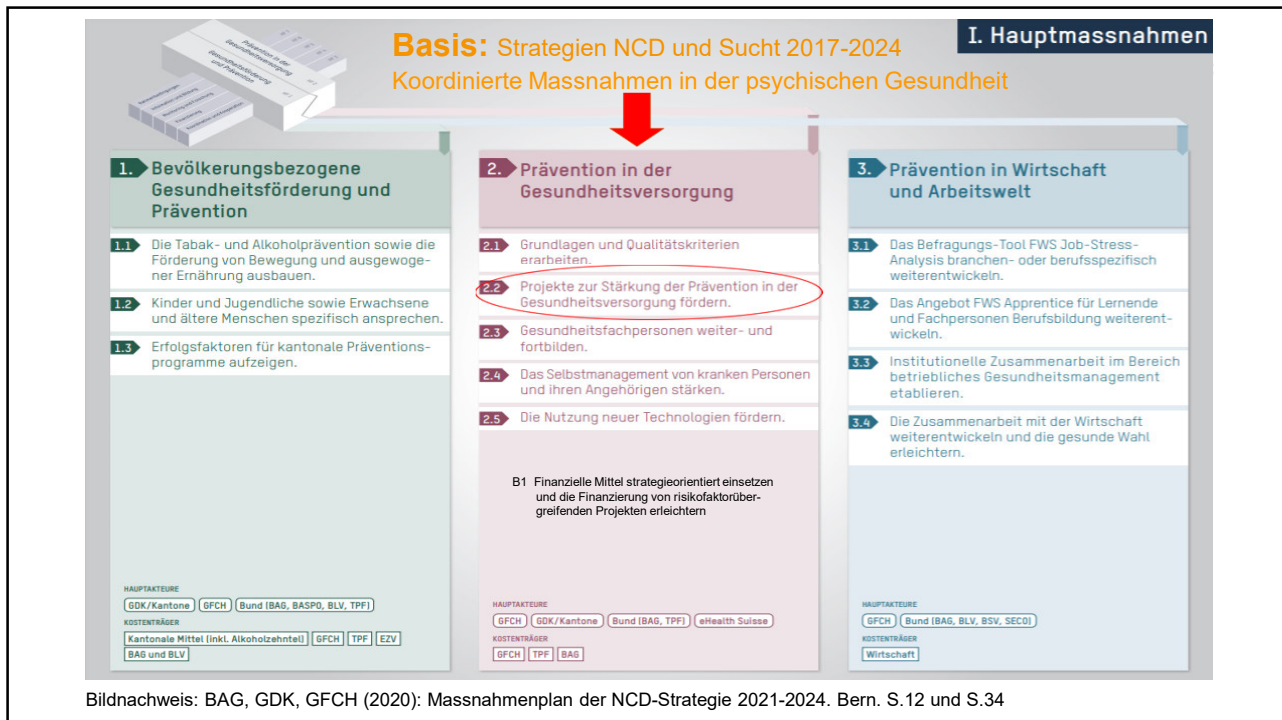 Basis: Strategien NCD und Sucht 2017-2024
Koordinierte Massnahmen in der psychischen Gesundheit
I. Hauptmassnahmen
Prävention in der
Gesundheitsversorgung
Gesundheitsförderung
und Prävention
1. Bevölkerungsbezogene
Gesundheitsförderung und
Prävention
1.1 Die Tabak- und Alkoholprävention sowie die
Förderung von Bewegung und ausgewoge-
ner Ernährung ausbauen.
1.2 Kinder und Jugendliche sowie Erwachsene
und ältere Menschen spezifisch ansprechen.
1.3 Erfolgsfaktoren für kantonale Präventions-
programme aufzeigen.
HAUPTAKTEURE
GDK/Kantone GFCH Bund (BAG, BASPO, BLV, TPF)
KOSTENTRÄGER
Kantonale Mittel (inkl. Alkoholzehntel) GFCH TPF EZV
BAG und BLV
2. Prävention in der
Gesundheitsversorgung
2.1 Grundlagen und Qualitätskriterien
erarbeiten.
2.2 Projekte zur Stärkung der Prävention in der
Gesundheitsversorgung fördern.
2.3 Gesundheitsfachpersonen weiter- und
fortbilden.
2.4 Das Selbstmanagement von kranken Personen
und ihren Angehörigen stärken.
2.5 Die Nutzung neuer Technologien fördern.
B1 Finanzielle Mittel strategieorientiert einsetzen
und die Finanzierung von risikofaktorüber-
greifenden Projekten erleichtern
HAUPTAKTEURE
GFCH GDK/Kantone Bund (BAG, TPF) eHealth Suisse
KOSTENTRÄGER
GFCH TPF BAG
3. Prävention in Wirtschaft
und Arbeitswelt
3.1 Das Befragungs-Tool FWS Job-Stress-
Analysis branchen- oder berufsspezifisch
weiterentwickeln.
3.2 Das Angebot FWS Apprentice für Lernende
und Fachpersonen Berufsbildung weiterent-
wickeln.
3.3 Institutionelle Zusammenarbeit im Bereich
betriebliches Gesundheitsmanagement
etablieren.
3.4 Die Zusammenarbeit mit der Wirtschaft
weiterentwickeln und die gesunde Wahl
erleichtern.
HAUPTAKTEURE
GFCH Bund (BAG, BLV, BSV, SECO)
KOSTENTRÄGER
Wirtschaft
Bildnachweis: BAG, GDK, GFCH (2020): Massnahmenplan der NCD-Strategie 2021-2024. Bern. S.12 und S.34